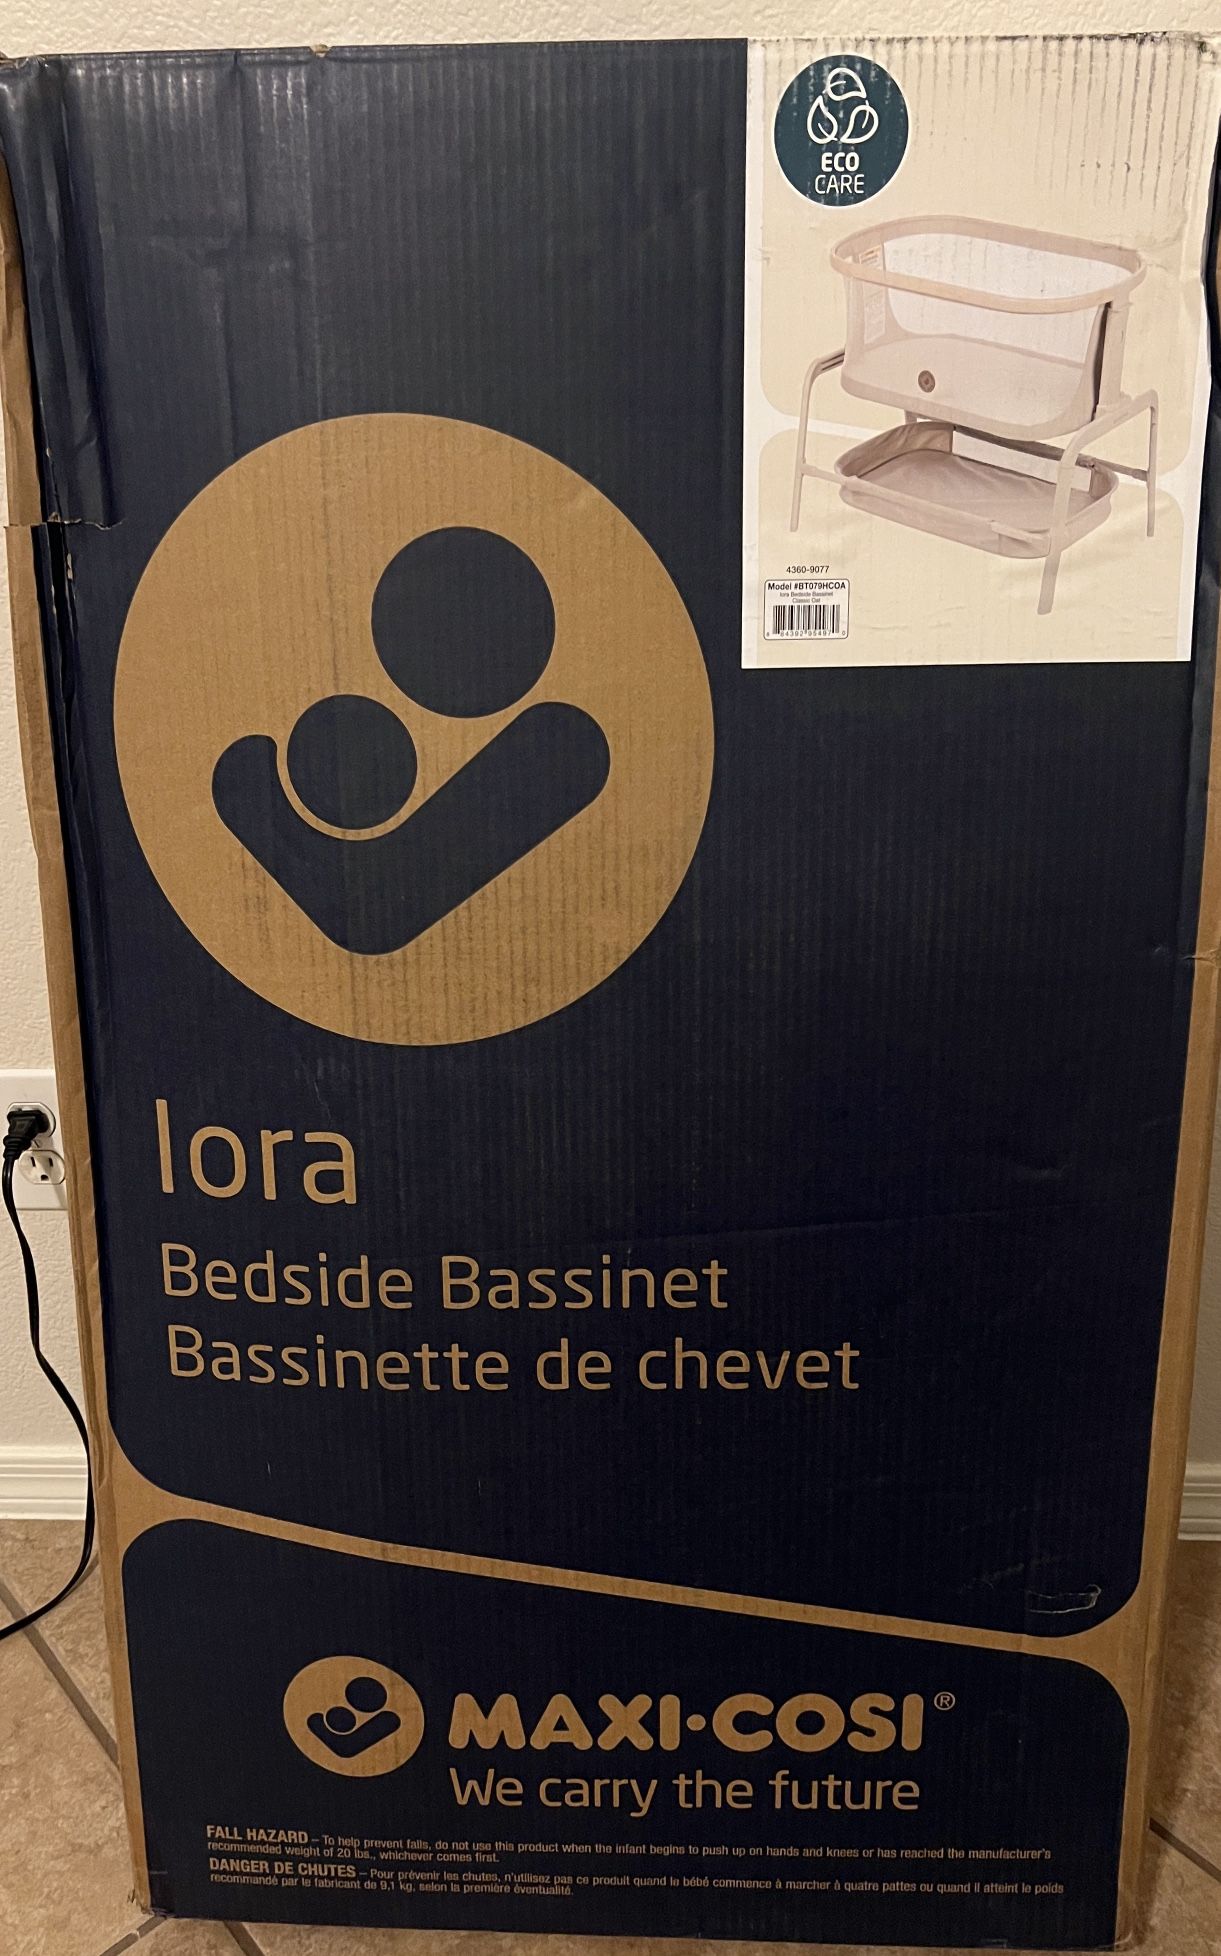 ECO
CARE
4360-9077
Model #BT079HCOA
Iora Bedside Bassinet
Classic Oat
8 84392 95497 0
Iora
Bedside Bassinet
Bassinette de chevet
MAXI•COSI®
We carry the future
FALL HAZARD – To help prevent falls, do not use this product when the infant begins to push up on hands and knees or has reached the manufacturer's
recommended weight of 20 lbs., whichever comes first.
DANGER DE CHUTES – Pour prévenir les chutes, n'utilisez pas ce produit quand le bébé commence à marcher à quatre pattes ou quand il atteint le poids
recommandé par le fabricant de 9,1 kg, selon la première éventualité.